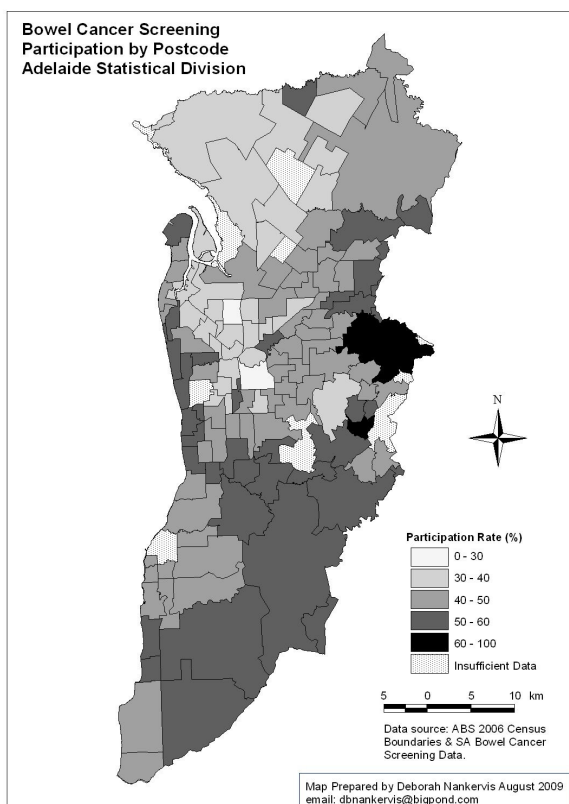 Bowel Cancer Screening
Participation by Postcode
Adelaide Statistical Division
N
Participation Rate (%)
0 - 30
30 - 40
40 - 50
50 - 60
60 - 100
Insufficient Data
5 0 5 10 km
Data source: ABS 2006 Census
Boundaries & SA Bowel Cancer
Screening Data.
Map Prepared by Deborah Nankervis August 2009
email: dbnankervis@bigpond.com